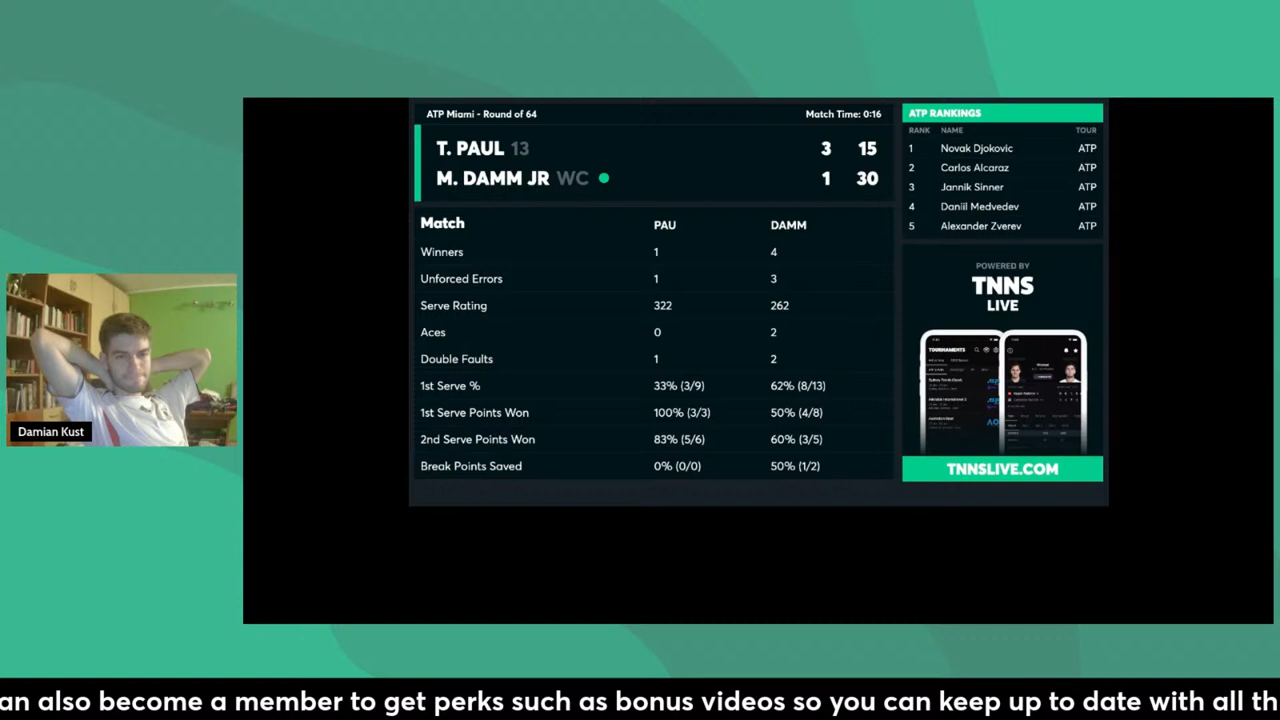 ATP Miami - Round of 64 Match Time: 0:16
T. PAUL 13 3 15
M. DAMM JR WC 1 30
Match PAU DAMM
Winners 1 4
Unforced Errors 1 3
Serve Rating 322 262
Aces 0 2
Double Faults 1 2
1st Serve % 33% (3/9) 62% (8/13)
1st Serve Points Won 100% (3/3) 50% (4/8)
2nd Serve Points Won 83% (5/6) 60% (3/5)
Break Points Saved 0% (0/0) 50% (1/2)
ATP RANKINGS
RANK NAME TOUR
1 Novak Djokovic ATP
2 Carlos Alcaraz ATP
3 Jannik Sinner ATP
4 Daniil Medvedev ATP
5 Alexander Zverev ATP
POWERED BY
TNNS
LIVE
TOURNAMENTS
TNNSLIVE.COM
Damian Kust
an also become a member to get perks such as bonus videos so you can keep up to date with all th